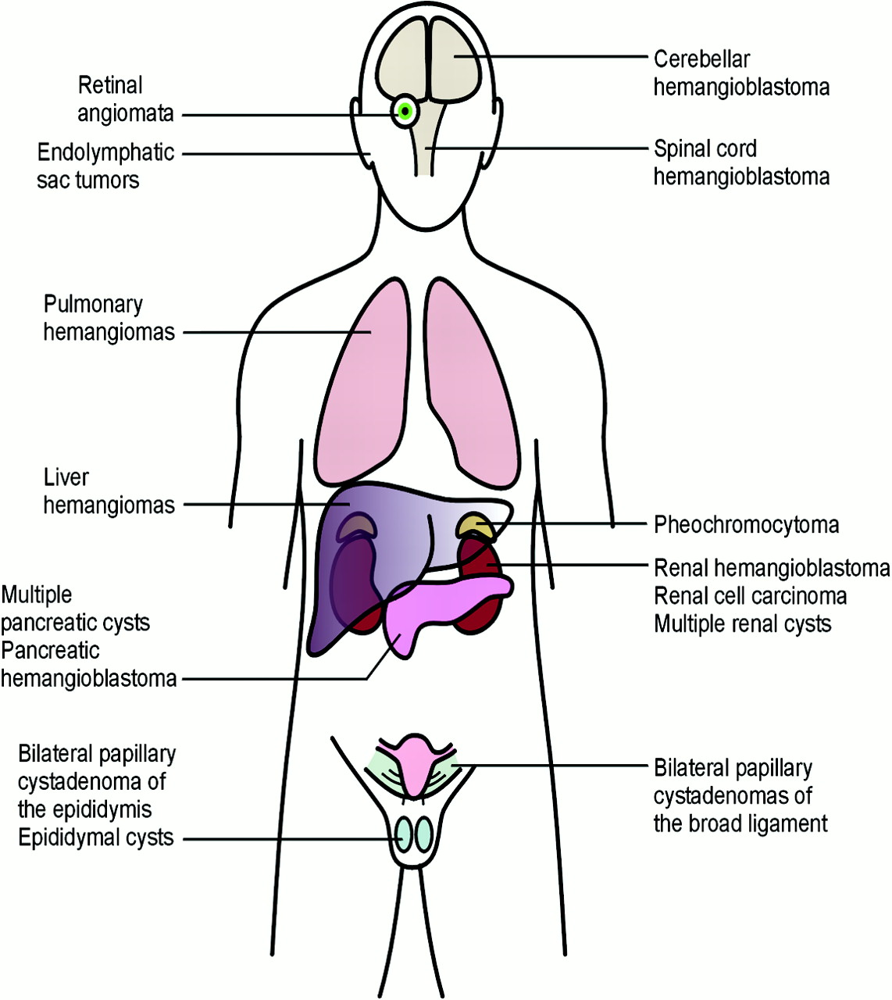 Retinal
angiomata
Endolymphatic
sac tumors
Pulmonary
hemangiomas
Liver
hemangiomas
Multiple
pancreatic cysts
Pancreatic
hemangioblastoma
Bilateral papillary
cystadenoma of
the epididymis
Epididymal cysts
Cerebellar
hemangioblastoma
Spinal cord
hemangioblastoma
Pheochromocytoma
Renal hemangioblastoma
Renal cell carcinoma
Multiple renal cysts
Bilateral papillary
cystadenomas of
the broad ligament